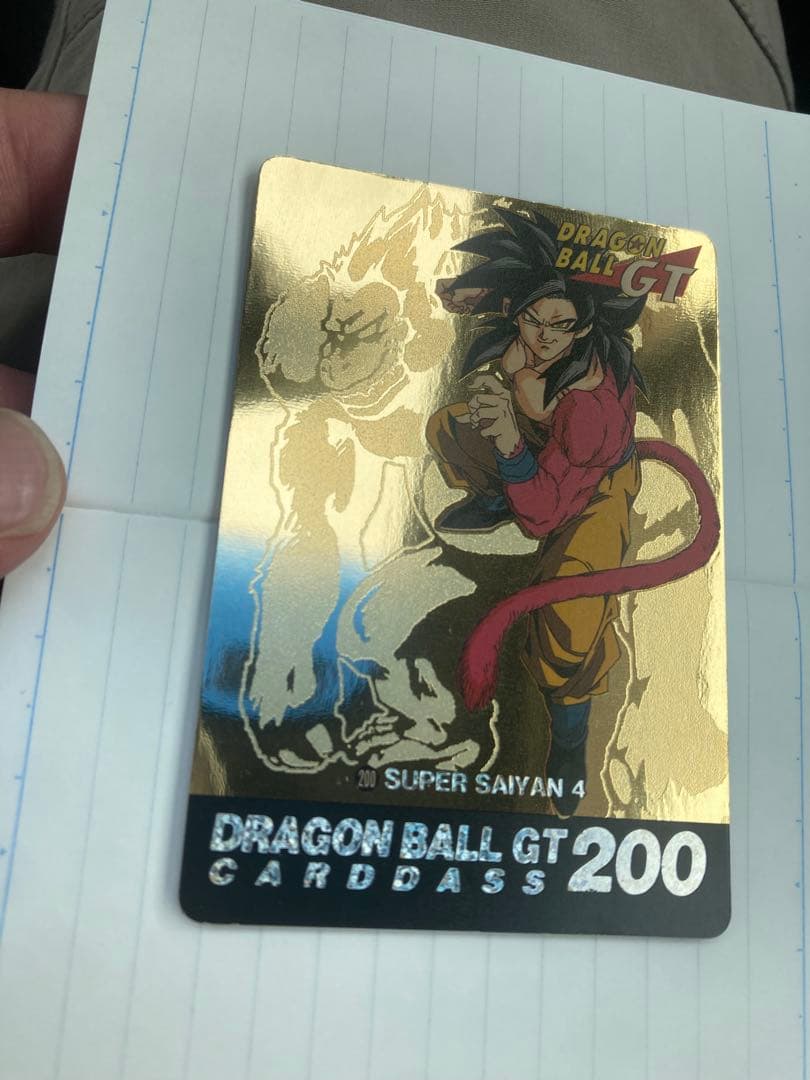 DRAGON
BALL GT
200 SUPER SAIYAN 4
DRAGON BALL GT 200
CARDDASS